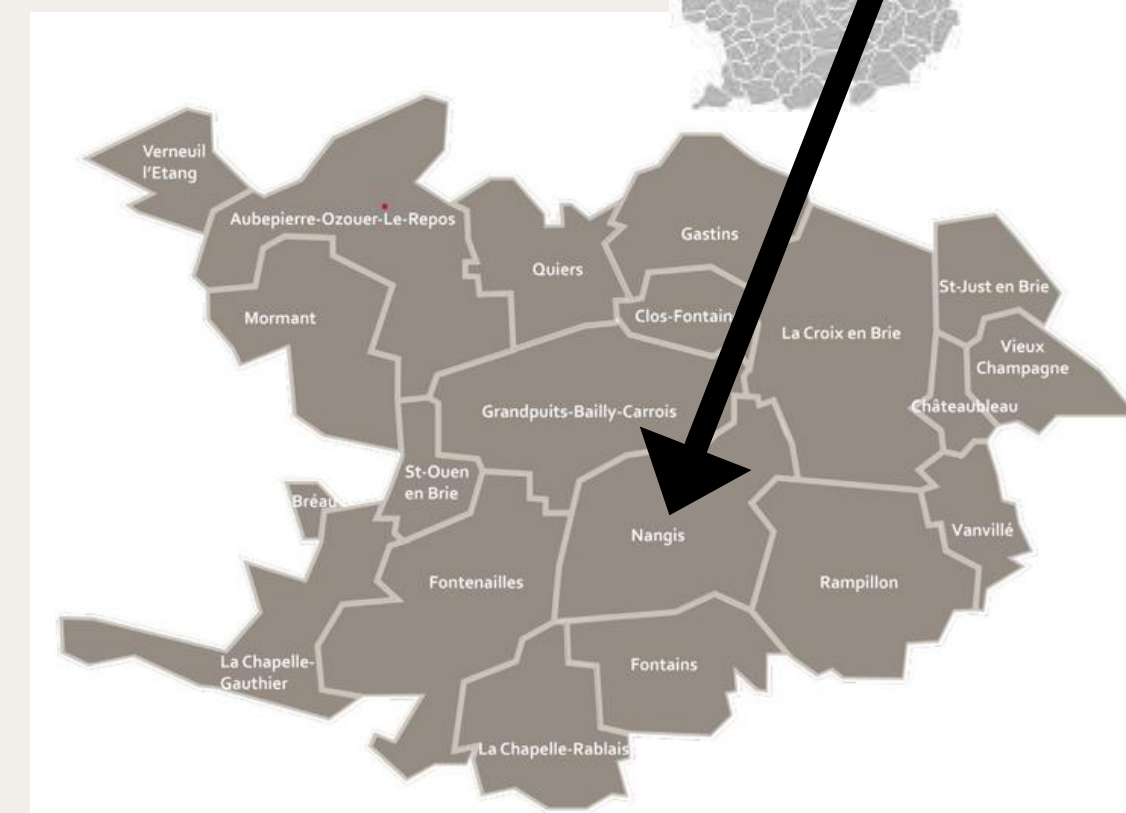 Verneuil
l'Etang
Aubepierre-Ozouer-Le-Repos
Gastins
Quiers
St-Just en Brie
Mormant
Clos-Fontain
La Croix en Brie
Vieux
Champagne
Châteaubleau
Grandpuits-Bailly-Carrois
St-Ouen
en Brie
Bréau
Nangis
Vanvillé
Fontenailles
Rampillon
La Chapelle-
Gauthier
Fontains
La Chapelle-Rablais